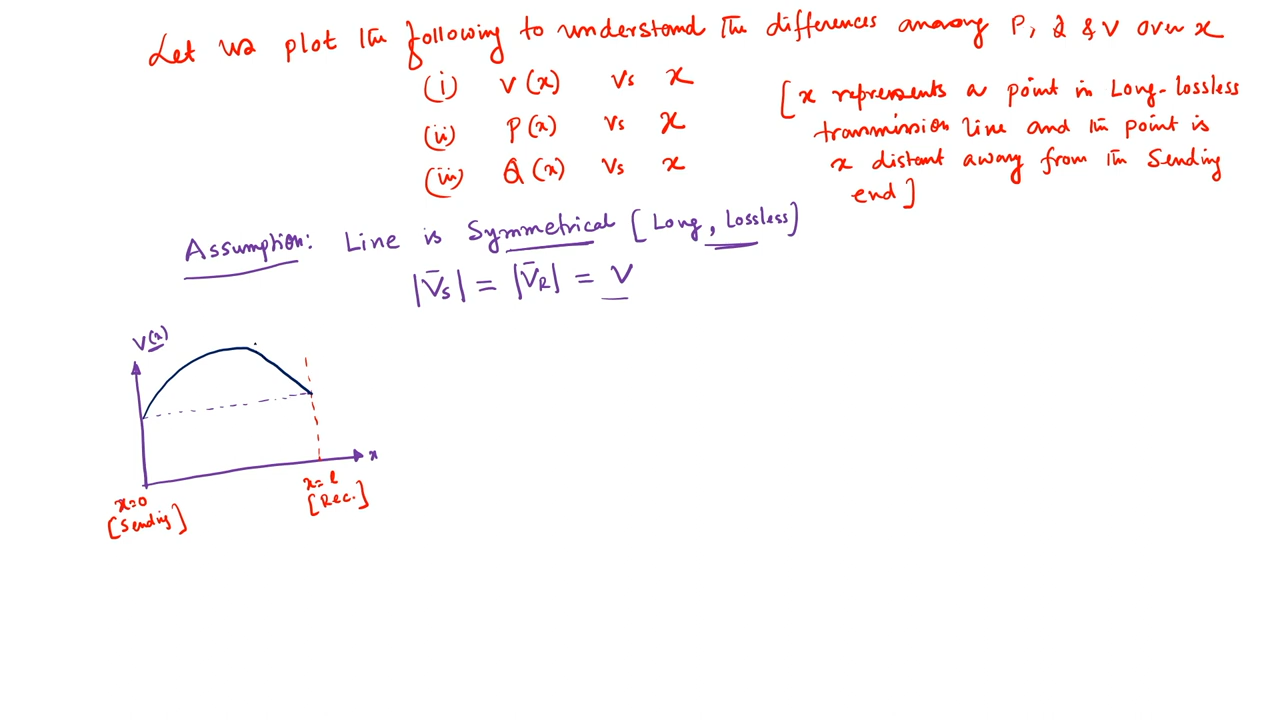 Let us plot the following to understand the differences among P, Q & V over x
(i) V(x) Vs x
(ii) P(x) Vs x
(iii) Q(x) Vs x
[x represents a point in Long-lossless
transmission line and the point is
x distant away from the Sending
end]
Assumption: Line is Symmetrical [Long, Lossless]
|V̄s| = |V̄R| = V
V(x)
x
x=0
[Sending]
x=l
[Rec.]